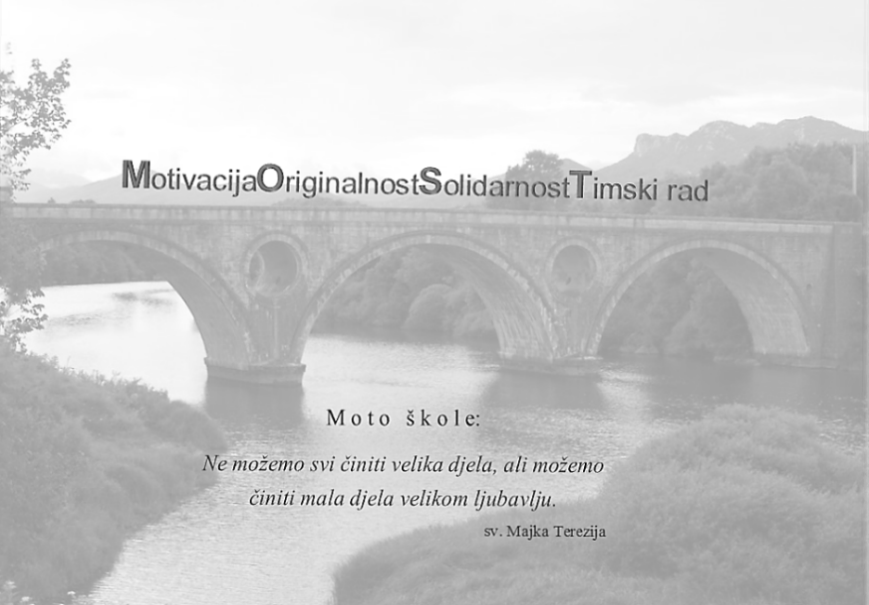 MotivacijaOriginalnostSolidarnostTimski rad
Moto škole:
Ne možemo svi činiti velika djela, ali možemo
činiti mala djela velikom ljubavlju.
sv. Majka Terezija